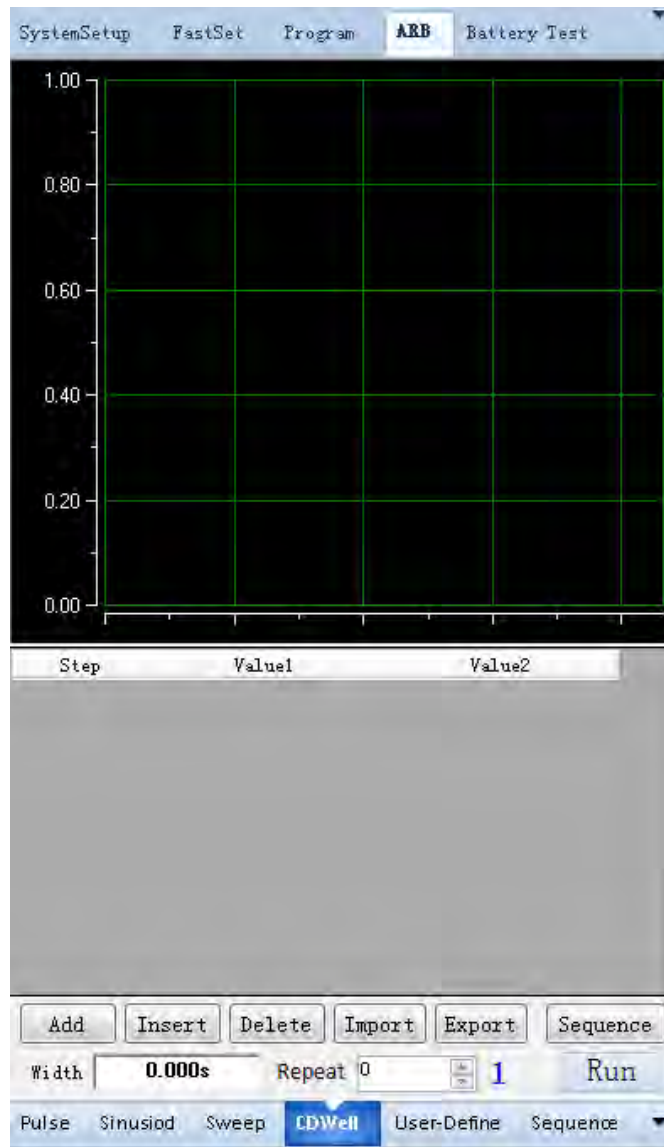 SystemSetup FastSet Program ARB Battery Test
1.00
0.80
0.60
0.40
0.20
0.00
Step Value1 Value2
Add Insert Delete Import Export Sequence
Width 0.000s Repeat 0 1 Run
Pulse Sinusiod Sweep CDWell User-Define Sequence